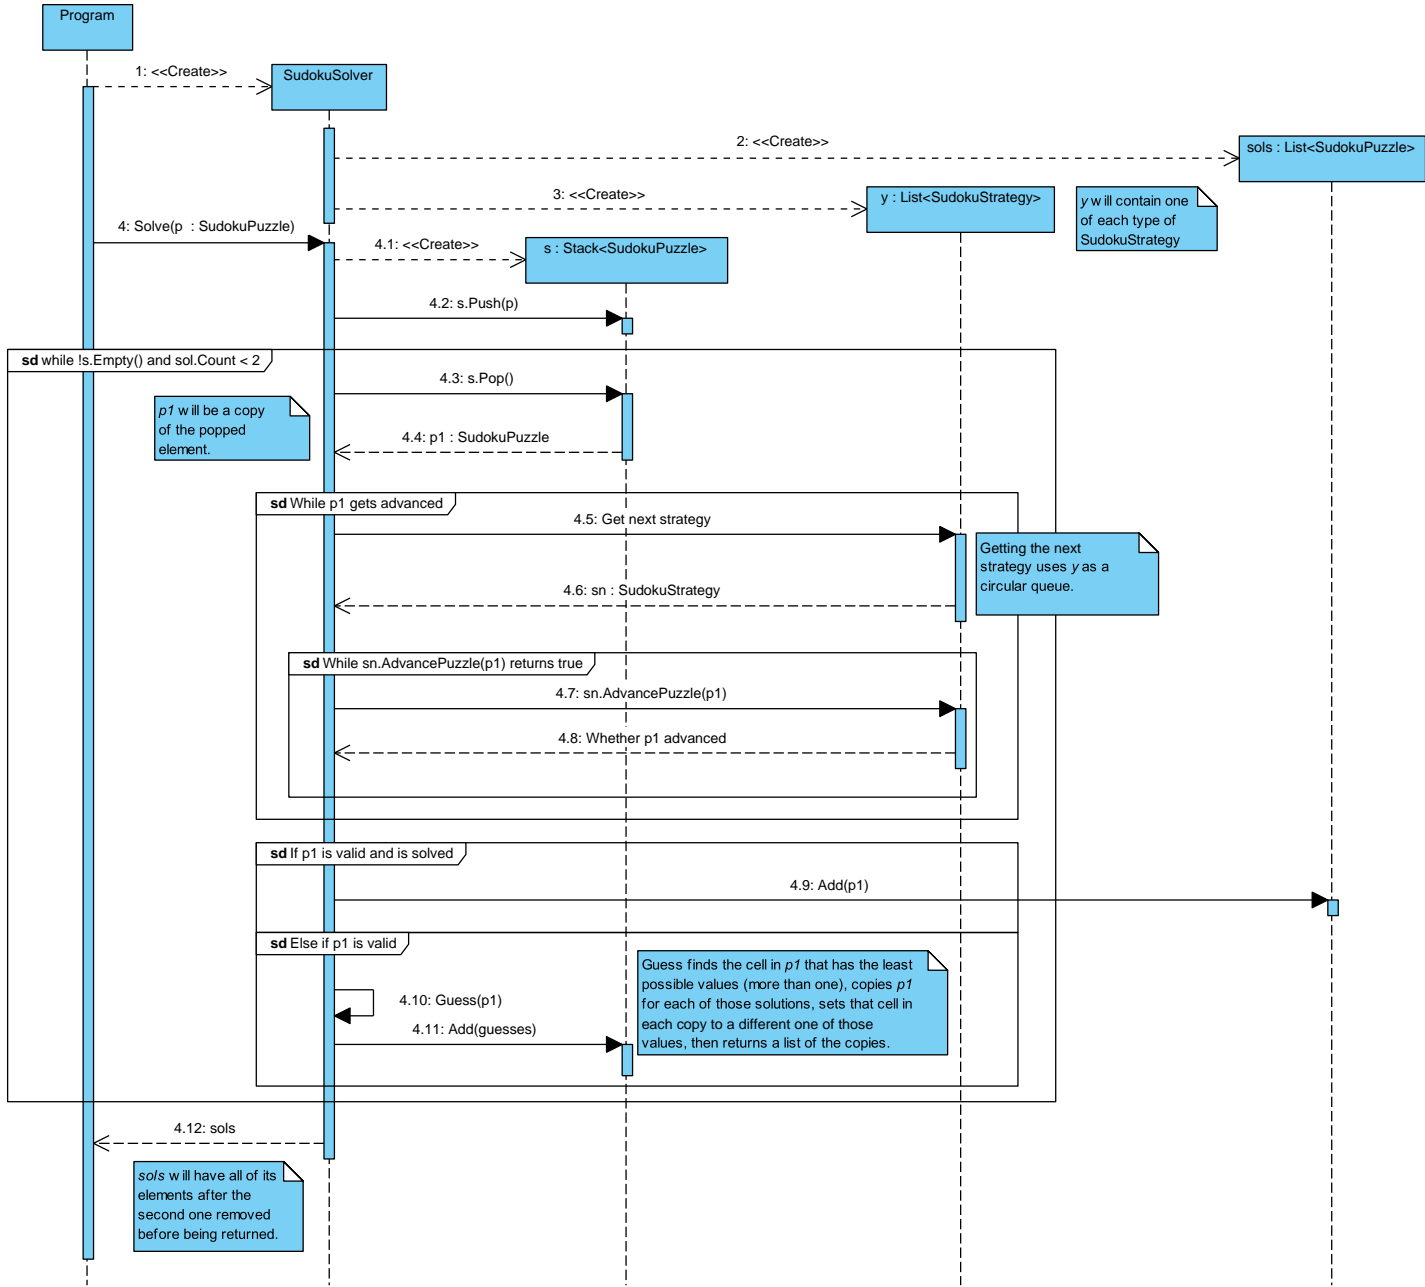 Program
1: <<Create>>
SudokuSolver
2: <<Create>>
sols : List<SudokuPuzzle>
3: <<Create>>
y : List<SudokuStrategy>
y will contain one
of each type of
SudokuStrategy
4: Solve(p : SudokuPuzzle)
4.1: <<Create>>
s : Stack<SudokuPuzzle>
4.2: s.Push(p)
sd while !s.Empty() and sol.Count < 2
4.3: s.Pop()
p1 will be a copy
of the popped
element.
4.4: p1 : SudokuPuzzle
sd While p1 gets advanced
4.5: Get next strategy
Getting the next
strategy uses y as a
circular queue.
4.6: sn : SudokuStrategy
sd While sn.AdvancePuzzle(p1) returns true
4.7: sn.AdvancePuzzle(p1)
4.8: Whether p1 advanced
sd If p1 is valid and is solved
4.9: Add(p1)
sd Else if p1 is valid
Guess finds the cell in p1 that has the least
possible values (more than one), copies p1
for each of those solutions, sets that cell in
each copy to a different one of those
values, then returns a list of the copies.
4.10: Guess(p1)
4.11: Add(guesses)
4.12: sols
sols will have all of its
elements after the
second one removed
before being returned.